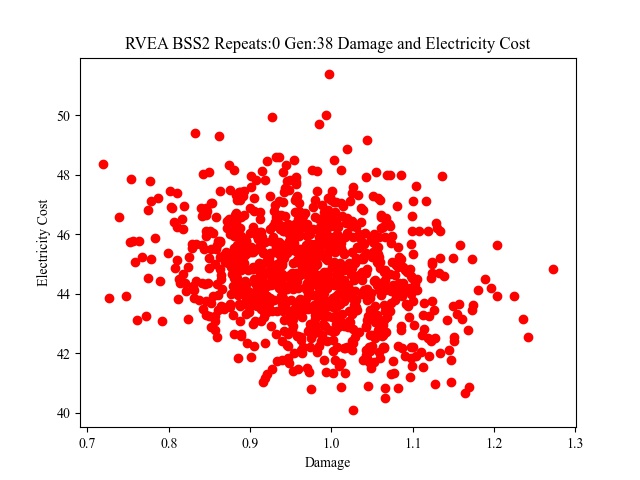 RVEA BSS2 Repeats:0 Gen:38 Damage and Electricity Cost
Electricity Cost
50
48
46
44
42
40
0.7 0.8 0.9 1.0 1.1 1.2 1.3
Damage